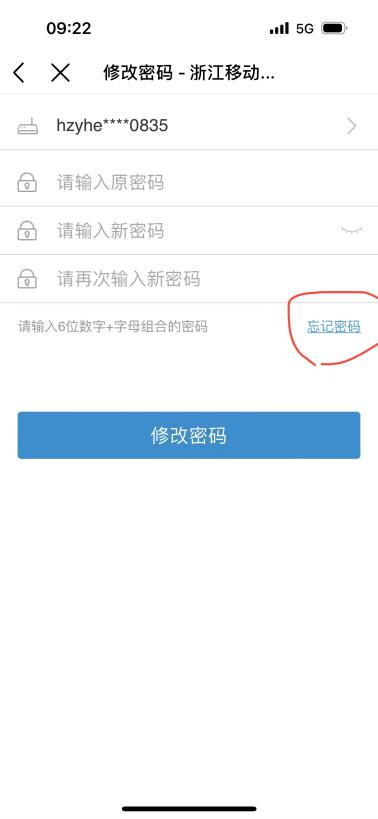 09:22
5G
修改密码 - 浙江移动...
hzyhe****0835
请输入原密码
请输入新密码
请再次输入新密码
请输入6位数字+字母组合的密码
忘记密码
修改密码